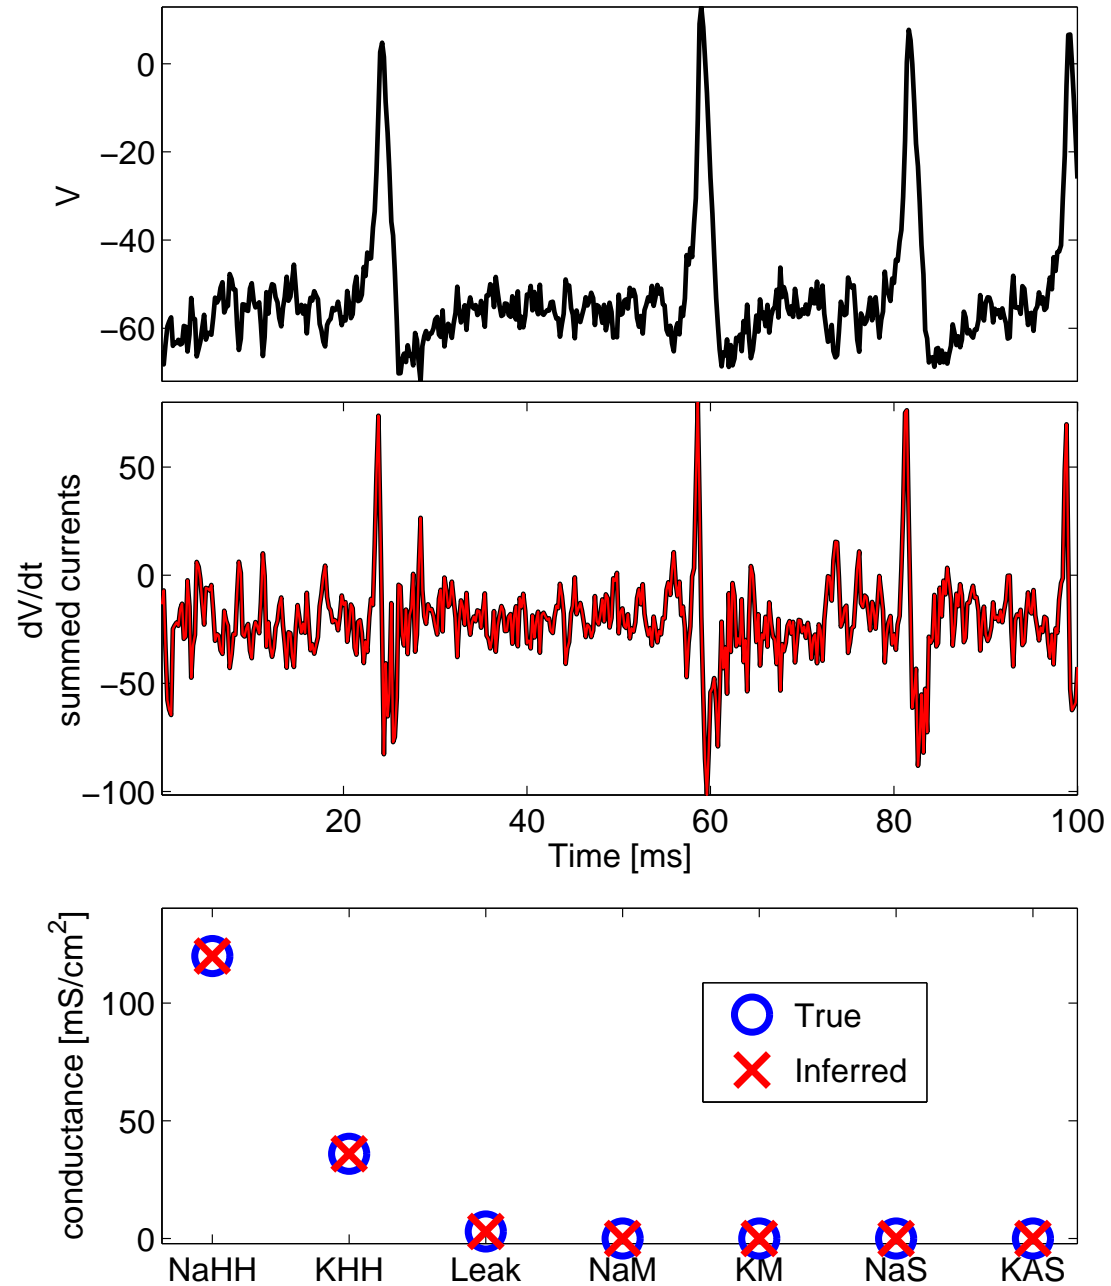 0
−20
−40
−60
V
50
0
−50
−100
dV/dt
summed currents
20
40
60
80
100
Time [ms]
100
50
0
conductance [mS/cm²]
True
Inferred
NaHH
KHH
Leak
NaM
KM
NaS
KAS